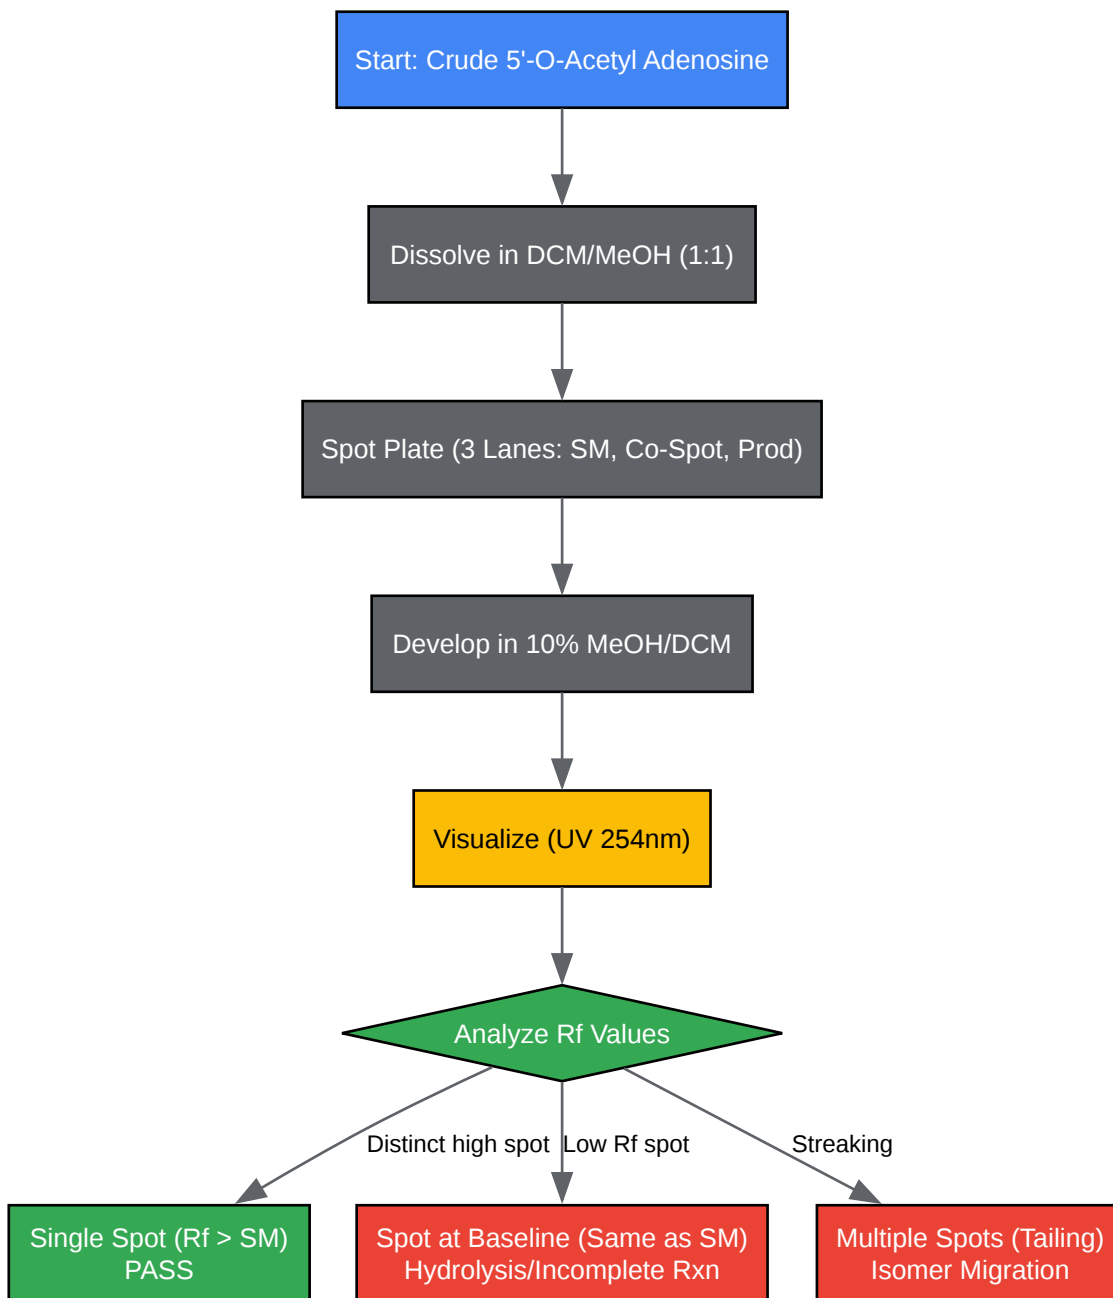 Start: Crude 5'-O-Acetyl Adenosine
Dissolve in DCM/MeOH (1:1)
Spot Plate (3 Lanes: SM, Co-Spot, Prod)
Develop in 10% MeOH/DCM
Visualize (UV 254nm)
Analyze Rf Values
Distinct high spot
Low Rf spot
Streaking
Single Spot (Rf > SM)
PASS
Spot at Baseline (Same as SM)
Hydrolysis/Incomplete Rxn
Multiple Spots (Tailing)
Isomer Migration